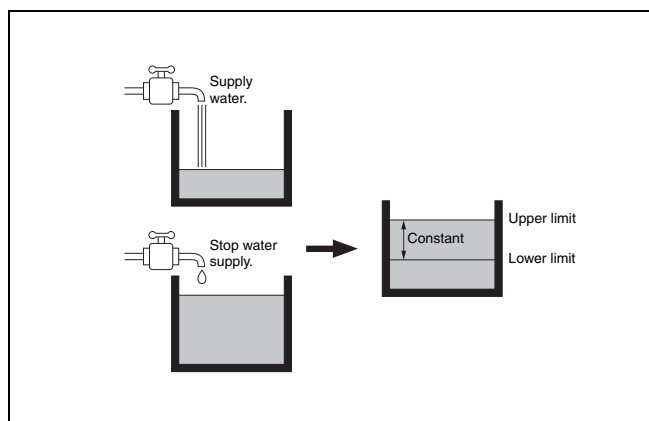 Supply
water.
Stop water
supply.
Upper limit
Constant
Lower limit